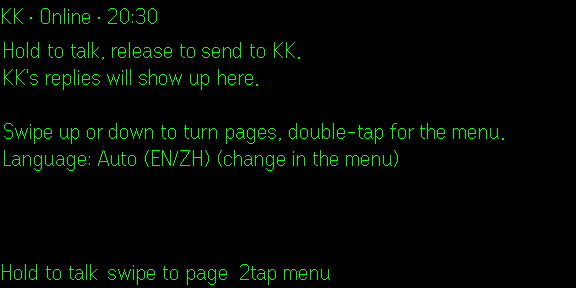 KK · Online · 20:30
Hold to talk, release to send to KK.
KK's replies will show up here.
Swipe up or down to turn pages, double-tap for the menu.
Language: Auto (EN/ZH) (change in the menu)
Hold to talk  swipe to page  2tap menu